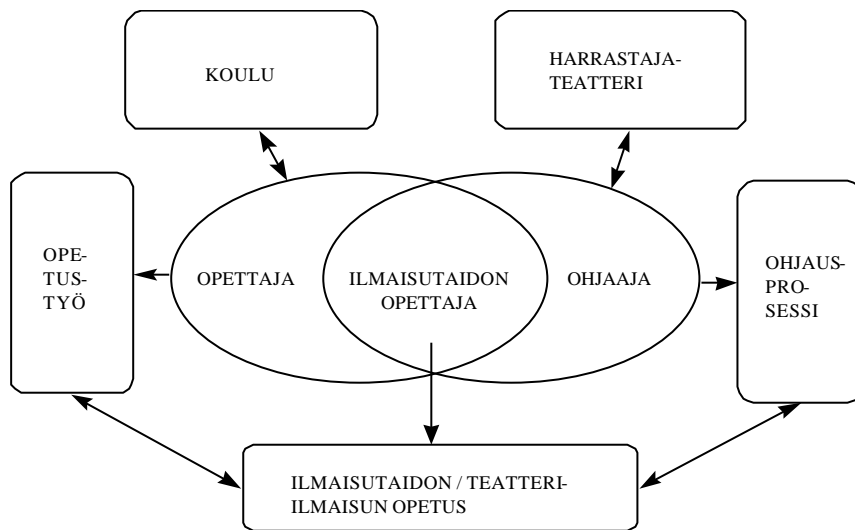 KOULU
HARRASTAJA-
TEATTERI
OPE-
TUS-
TYÖ
OPETTAJA
ILMAISUTAIDON
OPETTAJA
OHJAAJA
OHJAUS-
PRO-
SESSI
ILMAISUTAIDON / TEATTERI-
ILMAISUN OPETUS